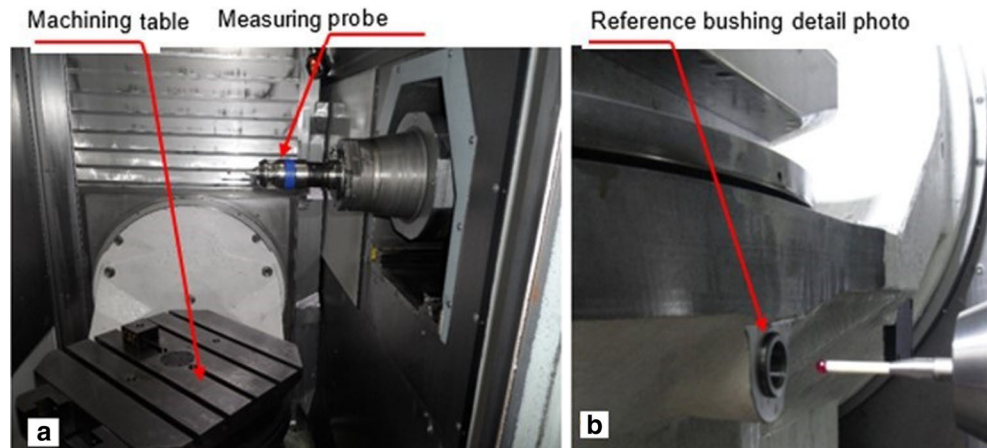 Machining table
Measuring probe
Reference bushing detail photo
a
b